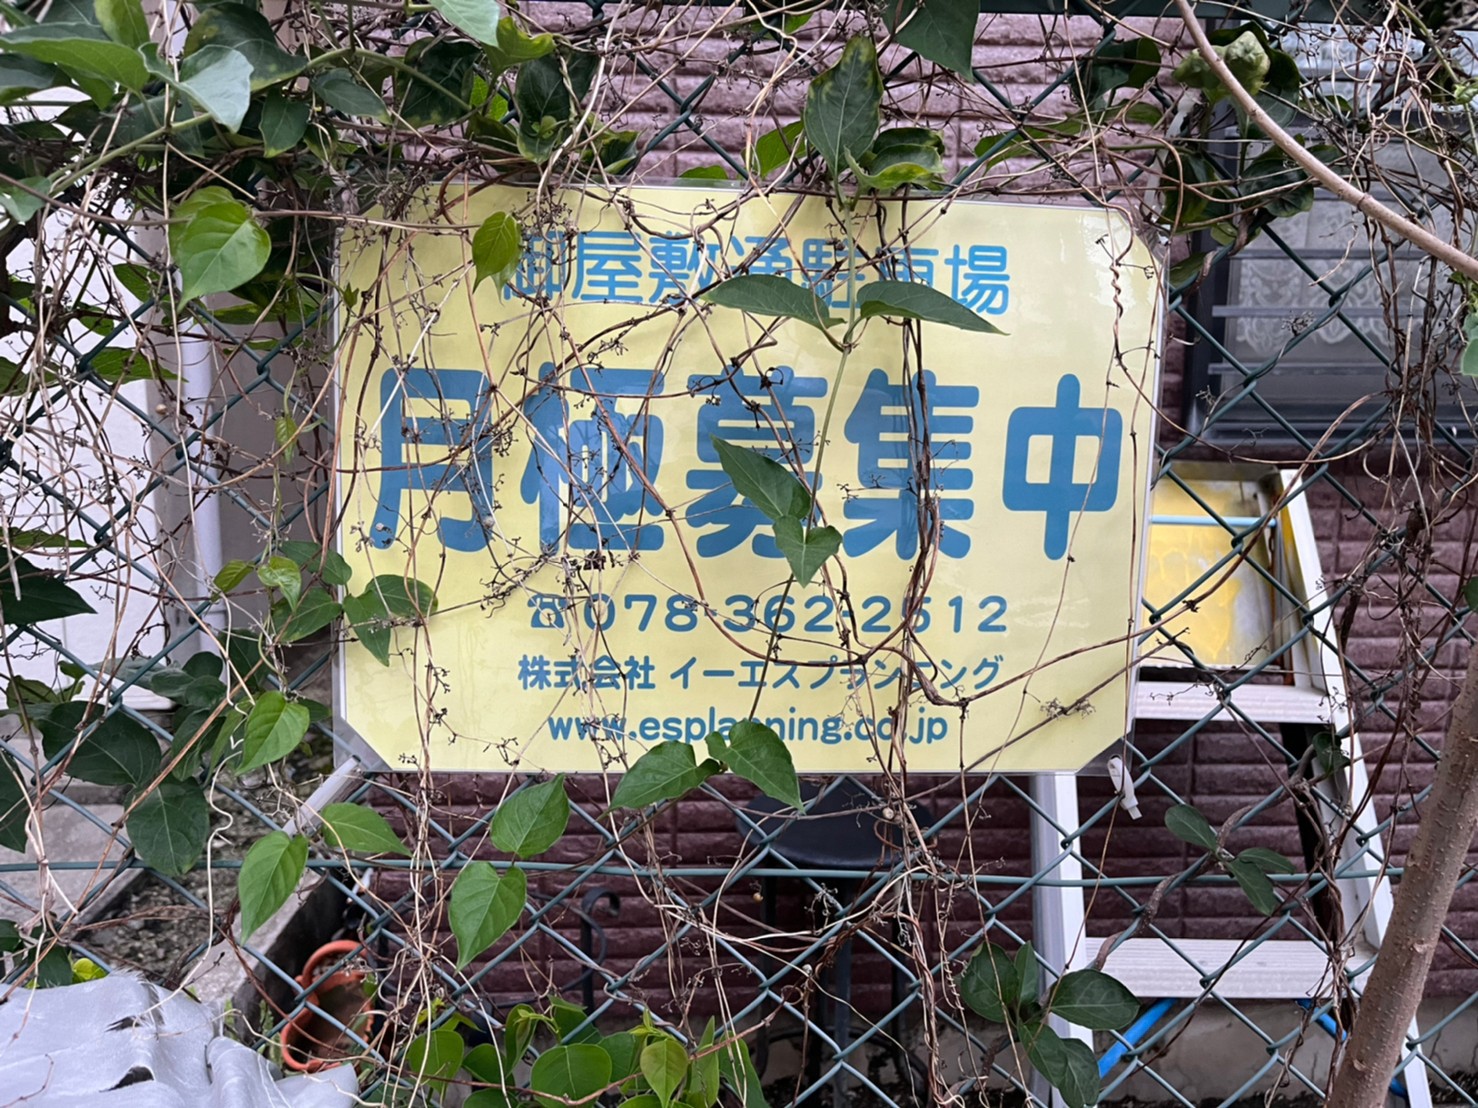 御屋敷通駐車場
月極募集中
☎078-362-2512
株式会社 イーエスプランニング
www.esplanning.co.jp